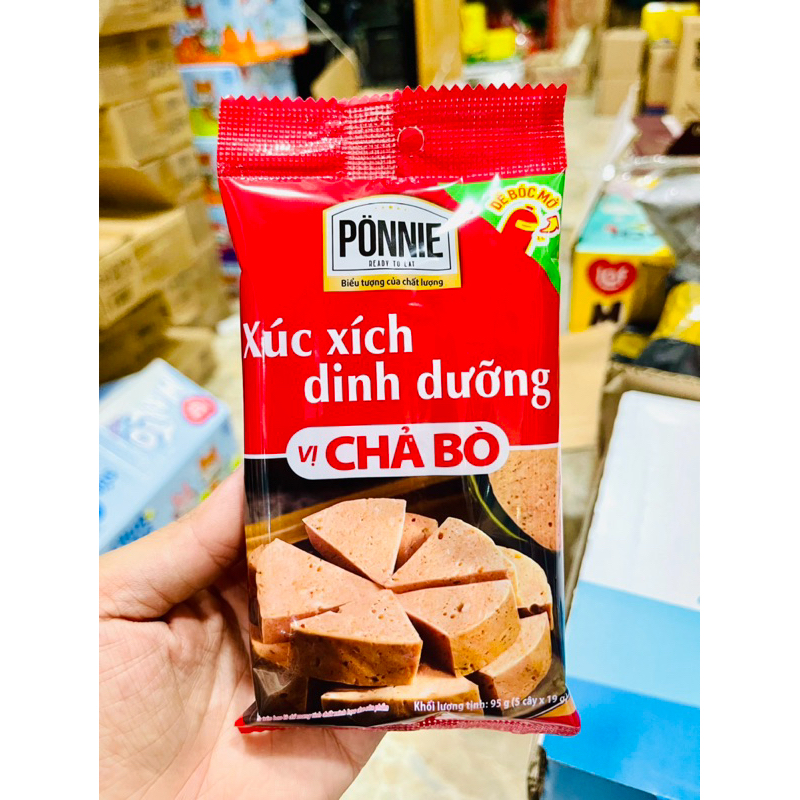 DỄ BÓC MỞ
PÖNNIE
READY TO EAT
Biểu tượng của chất lượng
Xúc xích
dinh dưỡng
VỊ CHẢ BÒ
Khối lượng tịnh: 95 g (5 cây x 19 g)
M